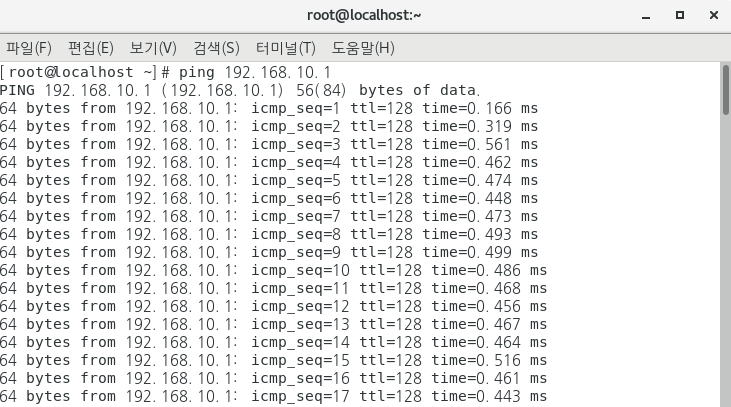 root@localhost:~
파일(F) 편집(E) 보기(V) 검색(S) 터미널(T) 도움말(H)
[root@localhost ~]# ping 192.168.10.1
PING 192.168.10.1 (192.168.10.1) 56(84) bytes of data.
64 bytes from 192.168.10.1: icmp_seq=1 ttl=128 time=0.166 ms
64 bytes from 192.168.10.1: icmp_seq=2 ttl=128 time=0.319 ms
64 bytes from 192.168.10.1: icmp_seq=3 ttl=128 time=0.561 ms
64 bytes from 192.168.10.1: icmp_seq=4 ttl=128 time=0.462 ms
64 bytes from 192.168.10.1: icmp_seq=5 ttl=128 time=0.474 ms
64 bytes from 192.168.10.1: icmp_seq=6 ttl=128 time=0.448 ms
64 bytes from 192.168.10.1: icmp_seq=7 ttl=128 time=0.473 ms
64 bytes from 192.168.10.1: icmp_seq=8 ttl=128 time=0.493 ms
64 bytes from 192.168.10.1: icmp_seq=9 ttl=128 time=0.499 ms
64 bytes from 192.168.10.1: icmp_seq=10 ttl=128 time=0.486 ms
64 bytes from 192.168.10.1: icmp_seq=11 ttl=128 time=0.468 ms
64 bytes from 192.168.10.1: icmp_seq=12 ttl=128 time=0.456 ms
64 bytes from 192.168.10.1: icmp_seq=13 ttl=128 time=0.467 ms
64 bytes from 192.168.10.1: icmp_seq=14 ttl=128 time=0.464 ms
64 bytes from 192.168.10.1: icmp_seq=15 ttl=128 time=0.516 ms
64 bytes from 192.168.10.1: icmp_seq=16 ttl=128 time=0.461 ms
64 bytes from 192.168.10.1: icmp_seq=17 ttl=128 time=0.443 ms